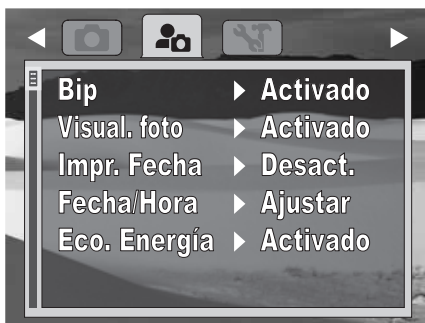 Bip Activado
Visual. foto Activado
Impr. Fecha Desact.
Fecha/Hora Ajustar
Eco. Energía Activado